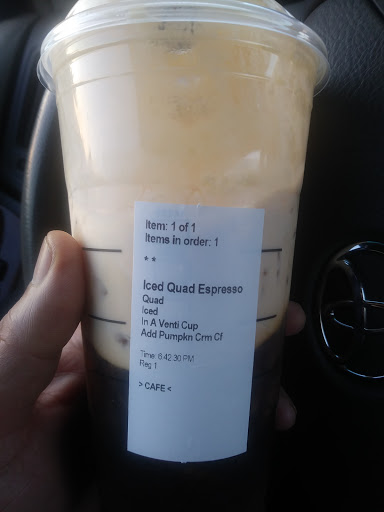 Item: 1 of 1
Items in order: 1
* *
Iced Quad Espresso
Quad
Iced
In A Venti Cup
Add Pumpkn Crm Cf
Time: 6:42:30 PM
Reg 1
> CAFE <